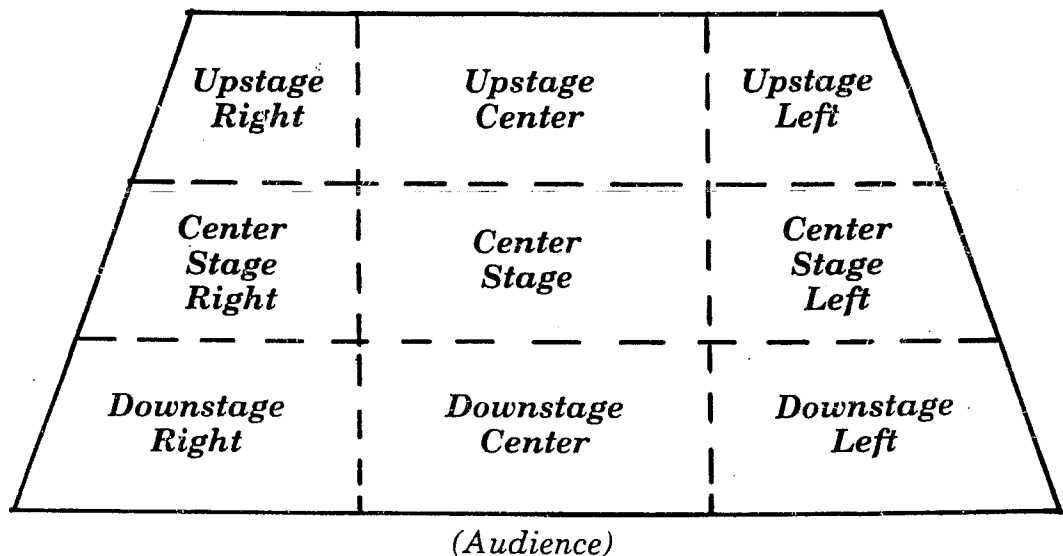 Upstage
Right
Upstage
Center
Upstage
Left
Center
Stage
Right
Center
Stage
Center
Stage
Left
Downstage
Right
Downstage
Center
Downstage
Left
(Audience)